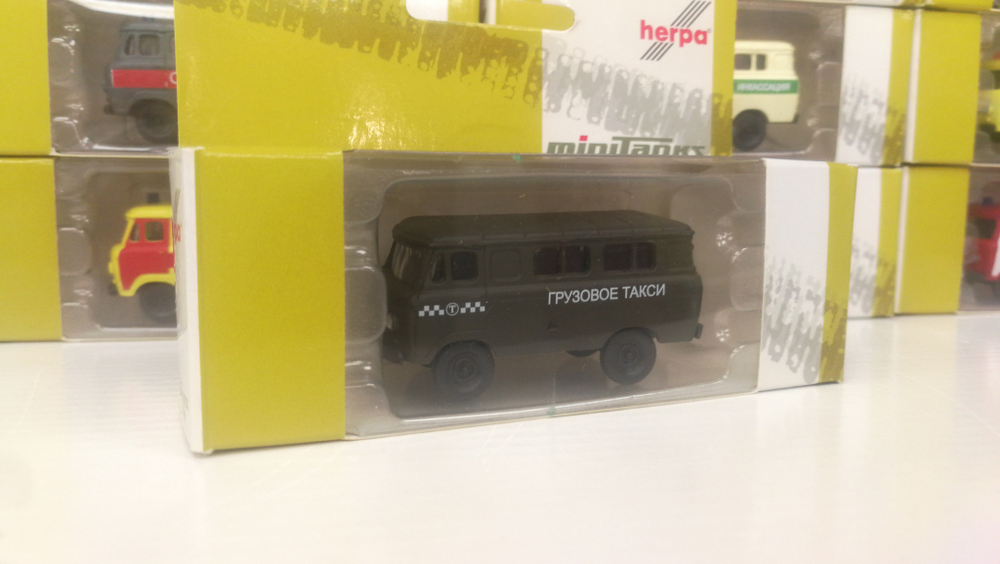 herpa
miniTanks
ИНКАССАЦИЯ
ГРУЗОВОЕ ТАКСИ
Т